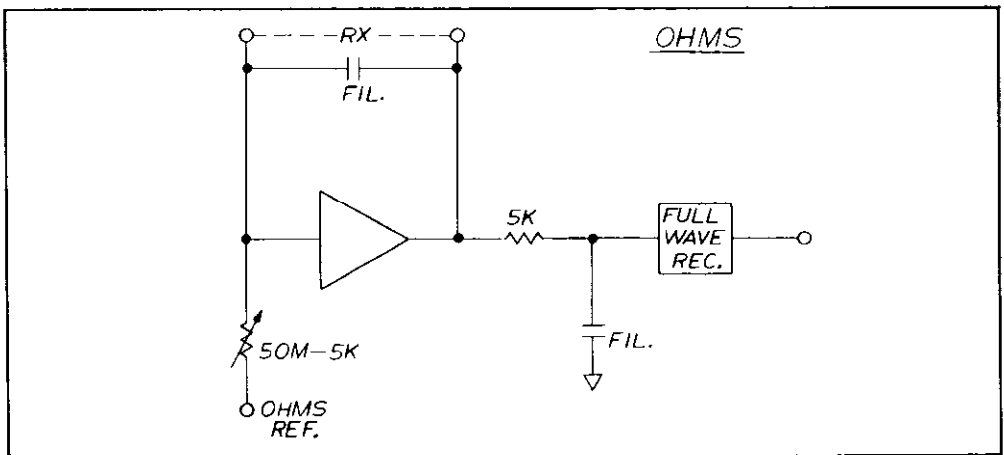 RX
OHMS
FIL.
5K
FULL
WAVE
REC.
50M-5K
FIL.
OHMS
REF.